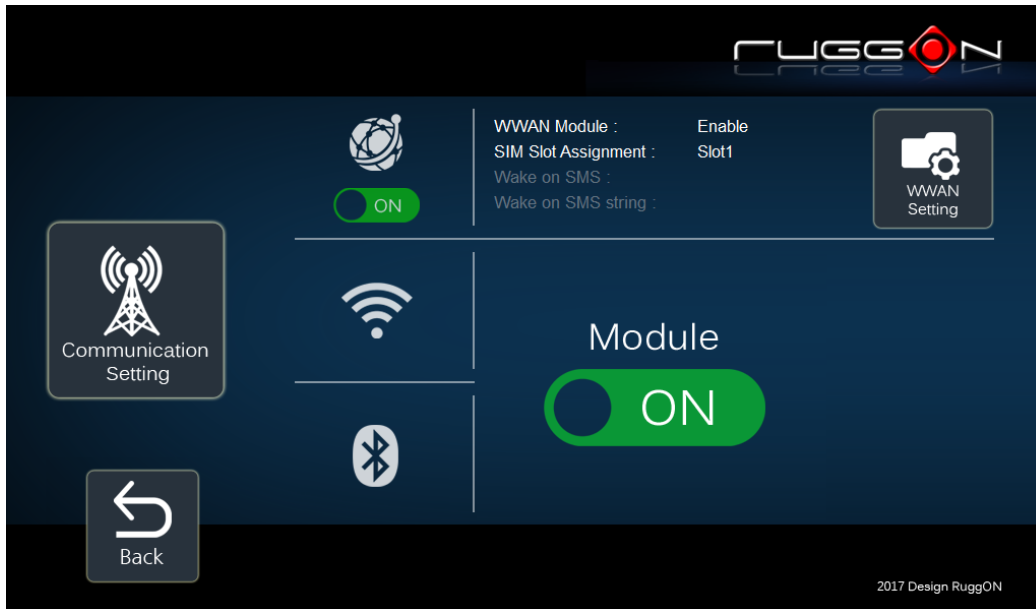 RUGGON
WWAN Module : Enable
SIM Slot Assignment : Slot1
Wake on SMS :
Wake on SMS string :
WWAN
Setting
ON
Communication
Setting
Module
ON
Back
2017 Design RuggON